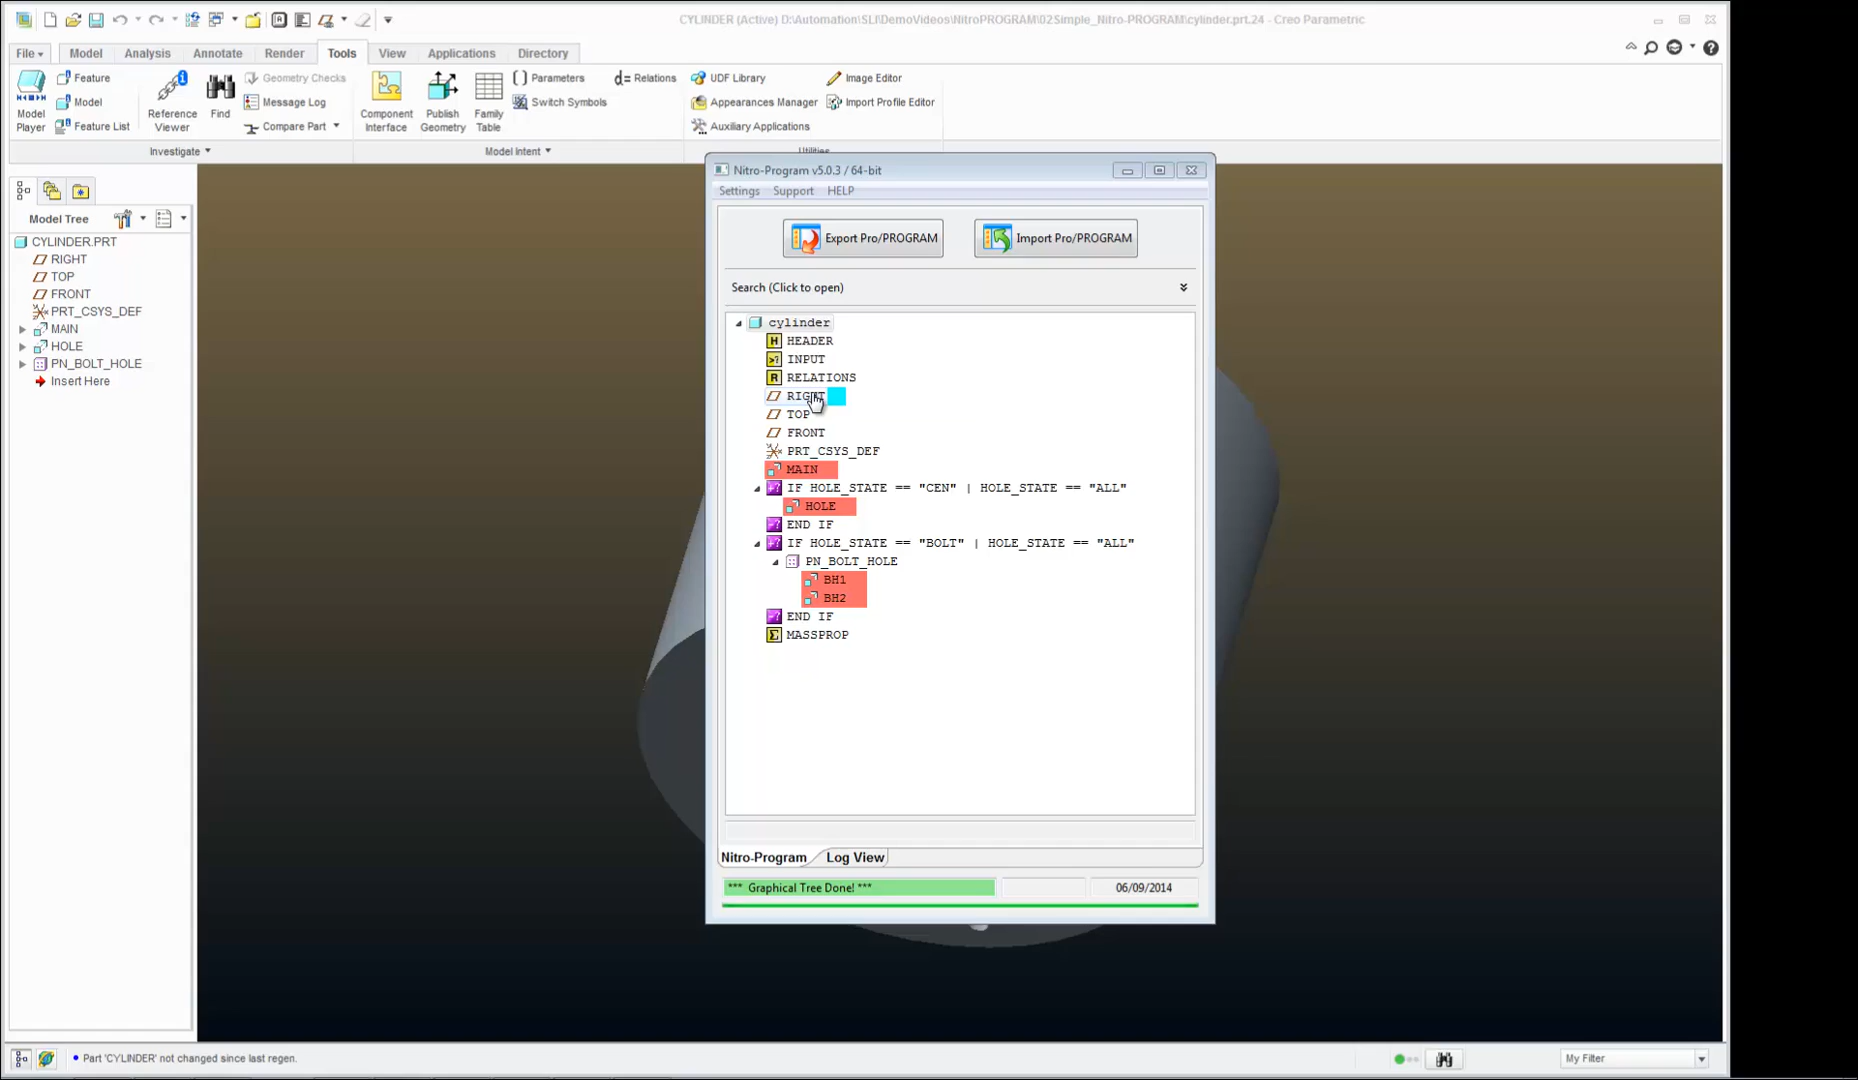 CYLINDER (Active) D:\Automation\SLI\DemoVideos\NitroPROGRAM\02Simple_Nitro-PROGRAM\cylinder.prt.24 - Creo Parametric
File Model Analysis Annotate Render Tools View Applications Directory
Model Player
Feature
Model
Feature List
Reference Viewer
Find
Geometry Checks
Message Log
Compare Part
Component Interface
Publish Geometry
Family Table
Parameters
Switch Symbols
d= Relations
UDF Library
Appearances Manager
Auxiliary Applications
Image Editor
Import Profile Editor
Investigate
Model Intent
Utilities
Model Tree
CYLINDER.PRT
RIGHT
TOP
FRONT
PRT_CSYS_DEF
MAIN
HOLE
PN_BOLT_HOLE
Insert Here
Nitro-Program v5.0.3 / 64-bit
Settings Support HELP
Export Pro/PROGRAM Import Pro/PROGRAM
Search (Click to open)
cylinder
H HEADER
>? INPUT
R RELATIONS
RIGHT
TOP
FRONT
PRT_CSYS_DEF
MAIN
+? IF HOLE_STATE == "CEN" | HOLE_STATE == "ALL"
HOLE
-? END IF
+? IF HOLE_STATE == "BOLT" | HOLE_STATE == "ALL"
PN_BOLT_HOLE
BH1
BH2
-? END IF
Σ MASSPROP
Nitro-Program Log View
*** Graphical Tree Done! *** 06/09/2014
• Part 'CYLINDER' not changed since last regen.
My Filter